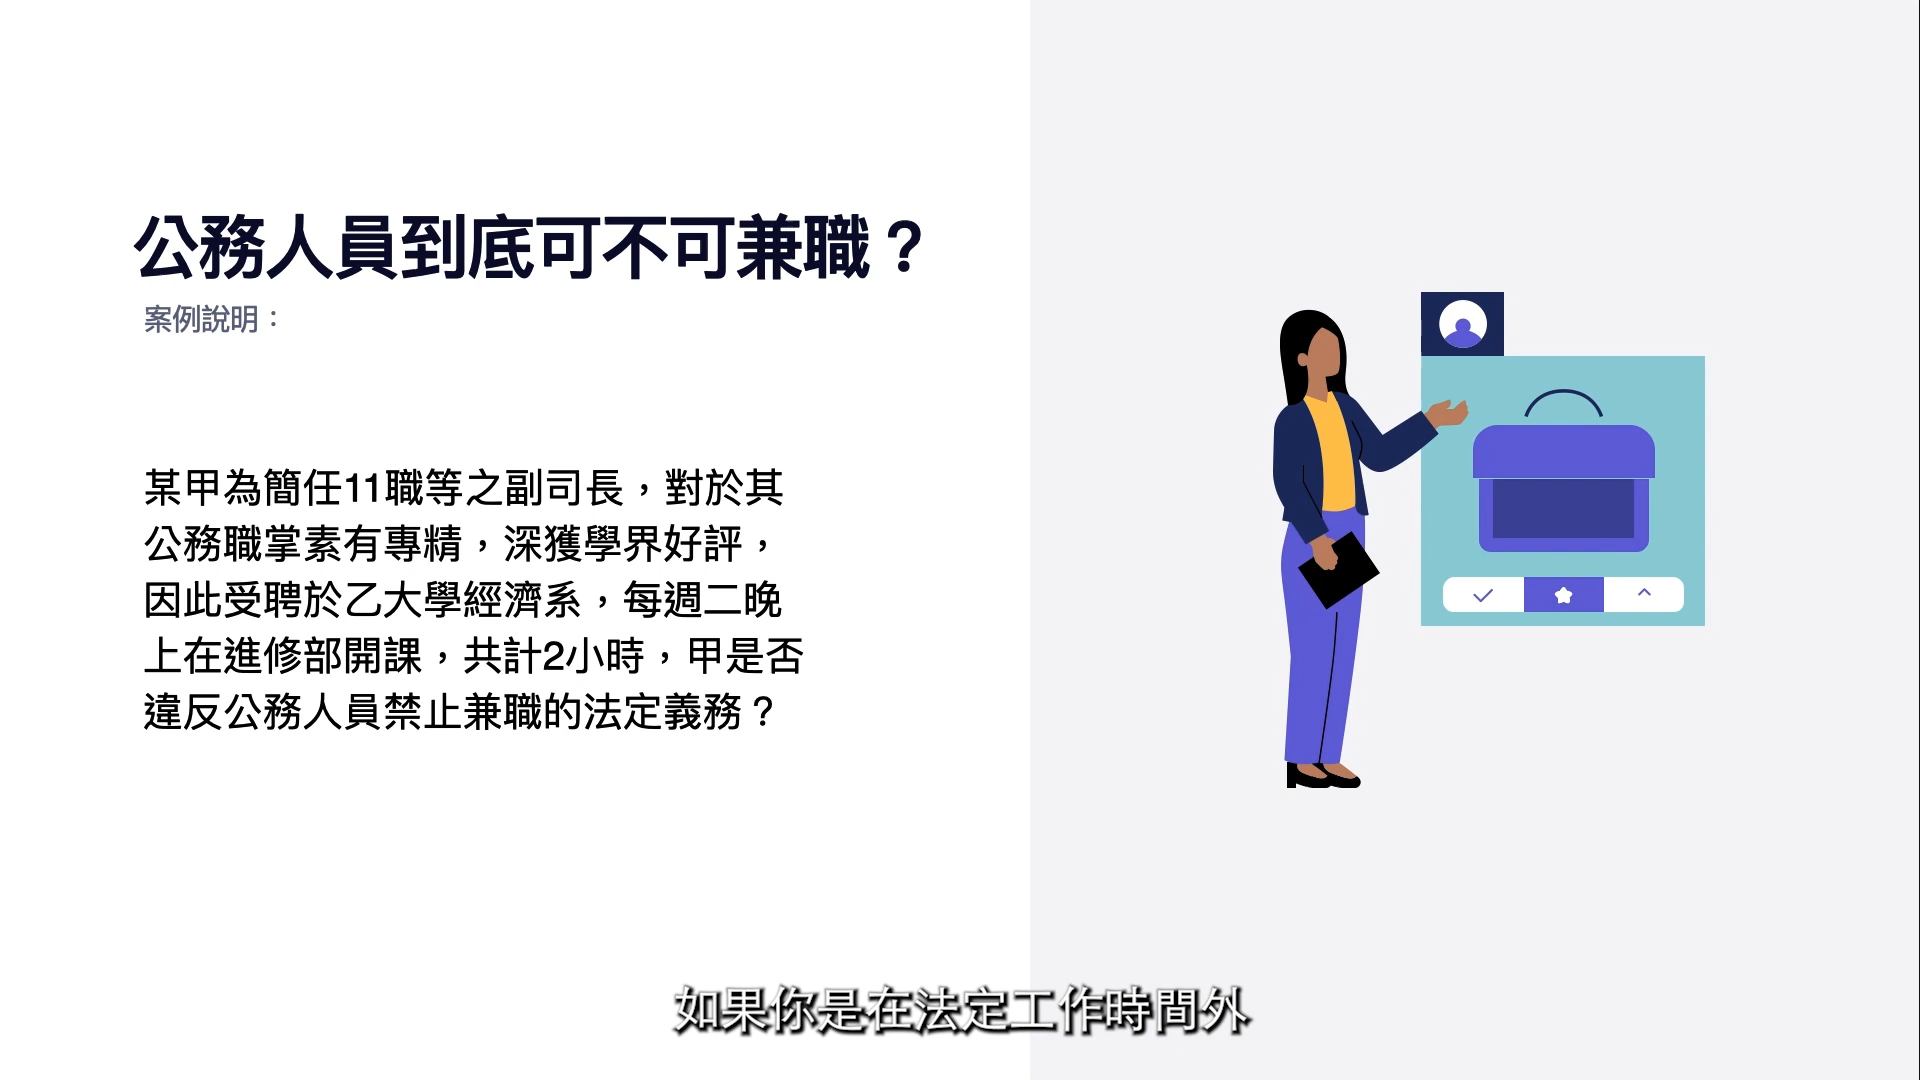 公務人員到底可不可兼職？
案例說明：
某甲為簡任11職等之副司長，對於其
公務職掌素有專精，深獲學界好評，
因此受聘於乙大學經濟系，每週二晚
上在進修部開課，共計2小時，甲是否
違反公務人員禁止兼職的法定義務？
如果你是在法定工作時間外